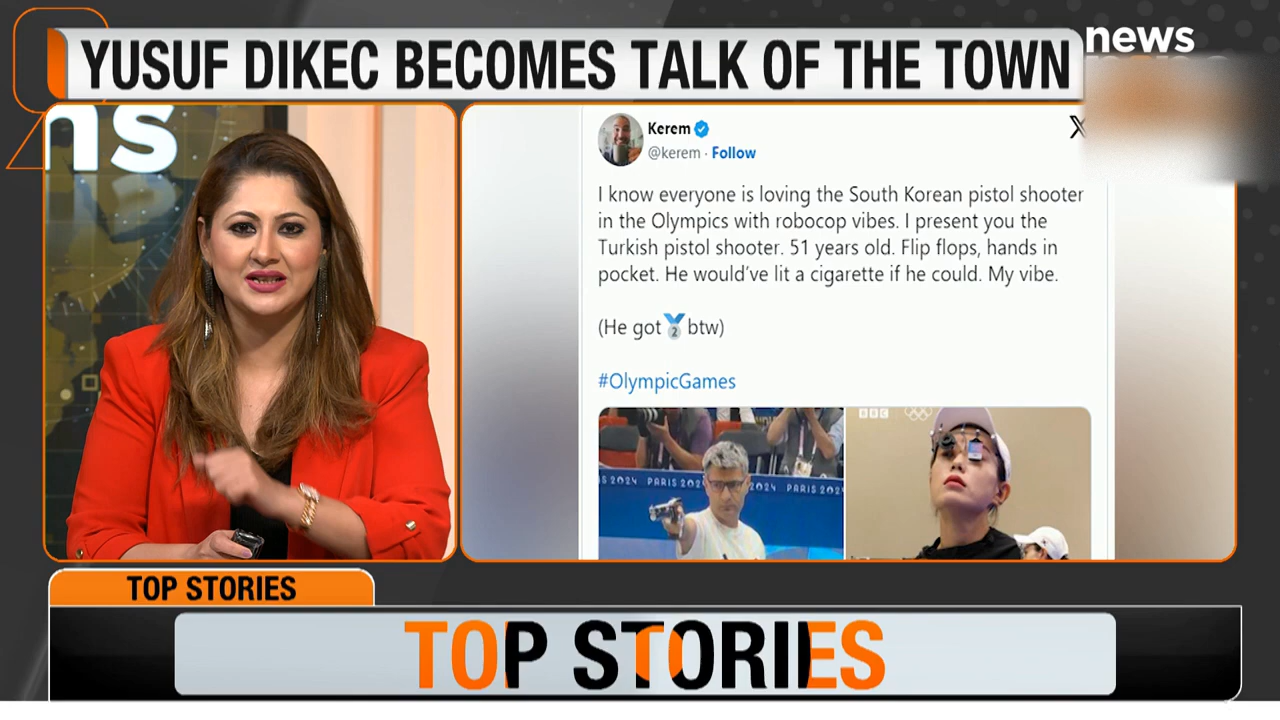 YUSUF DIKEC BECOMES TALK OF THE TOWN
news
ns
Kerem
@kerem · Follow
X
I know everyone is loving the South Korean pistol shooter
in the Olympics with robocop vibes. I present you the
Turkish pistol shooter. 51 years old. Flip flops, hands in
pocket. He would've lit a cigarette if he could. My vibe.
(He got 🥈 btw)
#OlympicGames
BBC
S 2024 PARIS 202 2024 PARIS 202
TOP STORIES
TOP STORIES